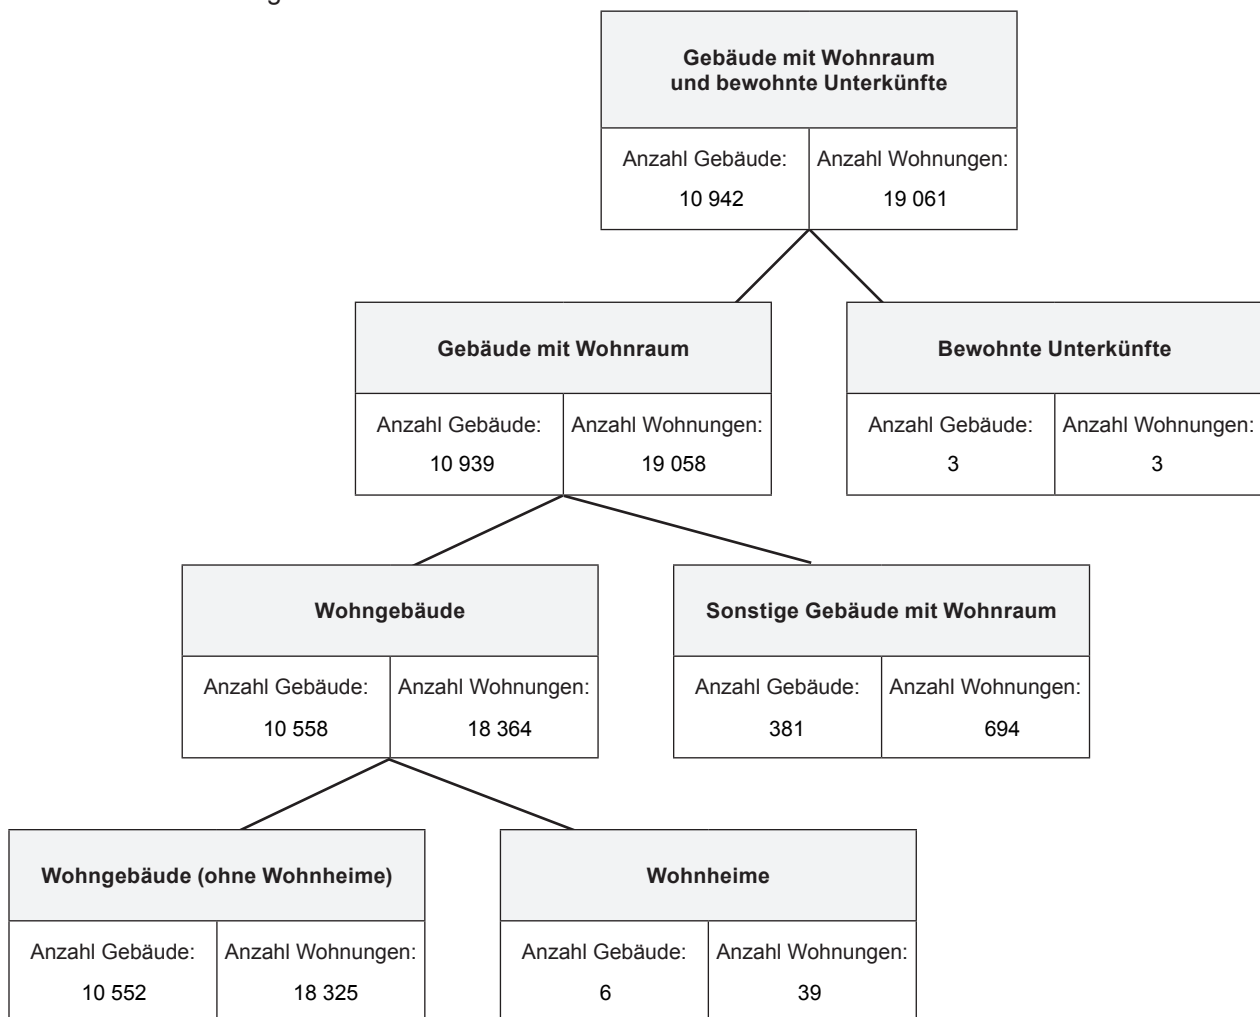 Gebäude mit Wohnraum
und bewohnte Unterkünfte
Anzahl Gebäude: Anzahl Wohnungen:
10 942 19 061
Gebäude mit Wohnraum
Anzahl Gebäude: Anzahl Wohnungen:
10 939 19 058
Bewohnte Unterkünfte
Anzahl Gebäude: Anzahl Wohnungen:
3 3
Wohngebäude
Anzahl Gebäude: Anzahl Wohnungen:
10 558 18 364
Sonstige Gebäude mit Wohnraum
Anzahl Gebäude: Anzahl Wohnungen:
381 694
Wohngebäude (ohne Wohnheime)
Anzahl Gebäude: Anzahl Wohnungen:
10 552 18 325
Wohnheime
Anzahl Gebäude: Anzahl Wohnungen:
6 39